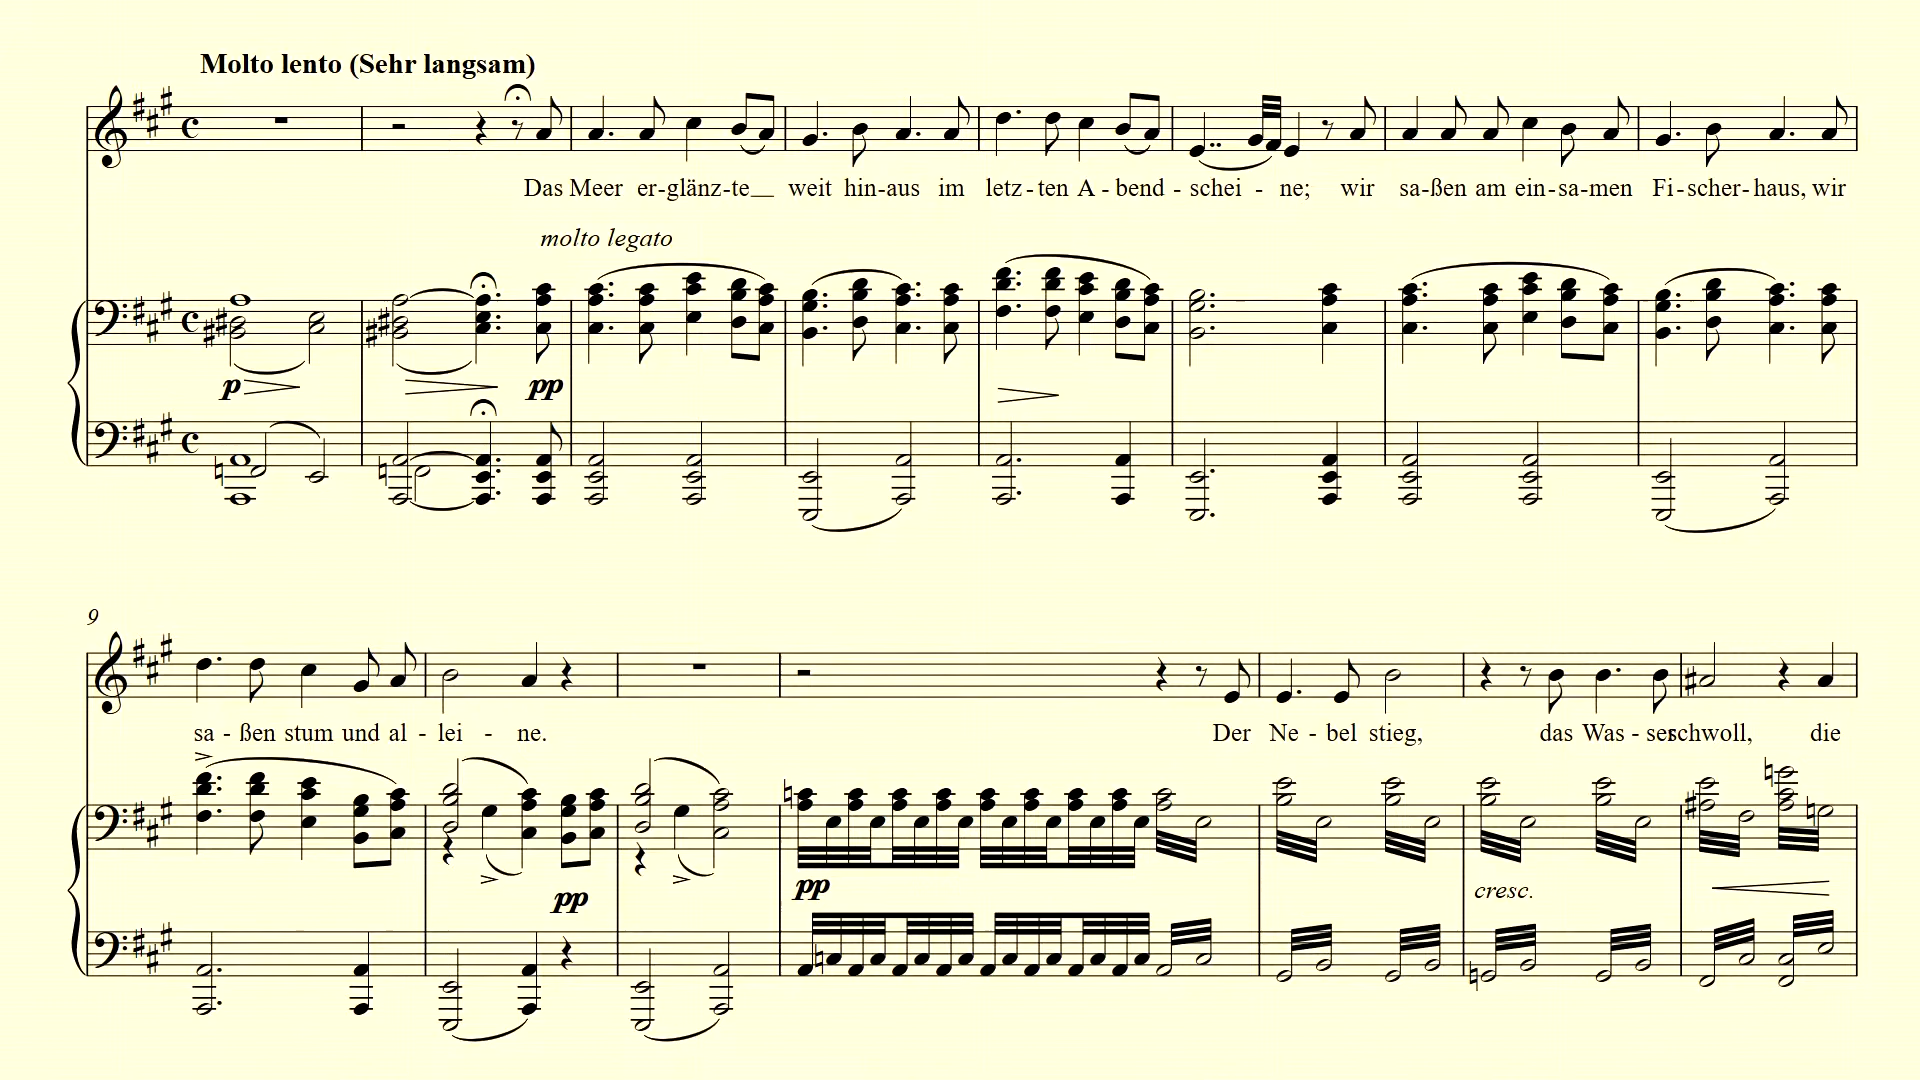 Molto lento (Sehr langsam)
Das Meer er-glänz-te__ weit hin-aus im letz-ten A-bend-schei-ne; wir sa-ßen am ein-sa-men Fi-scher-haus, wir
molto legato
p pp
9
sa-ßen stum und al-lei-ne. Der Ne-bel stieg, das Was-ser schwoll, die
pp
pp
cresc.